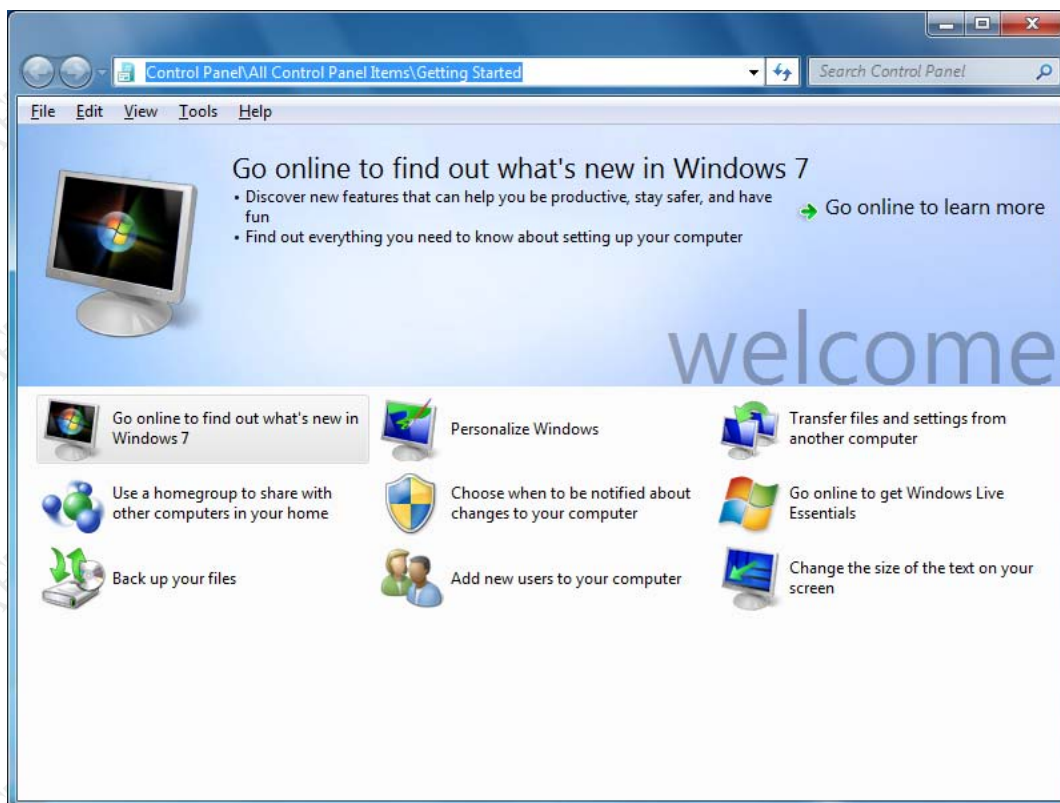 Control Panel\All Control Panel Items\Getting Started
Search Control Panel
File Edit View Tools Help
Go online to find out what's new in Windows 7
• Discover new features that can help you be productive, stay safer, and have
fun
• Find out everything you need to know about setting up your computer
Go online to learn more
welcome
Go online to find out what's new in
Windows 7
Personalize Windows
Transfer files and settings from
another computer
Use a homegroup to share with
other computers in your home
Choose when to be notified about
changes to your computer
Go online to get Windows Live
Essentials
Back up your files
Add new users to your computer
Change the size of the text on your
screen